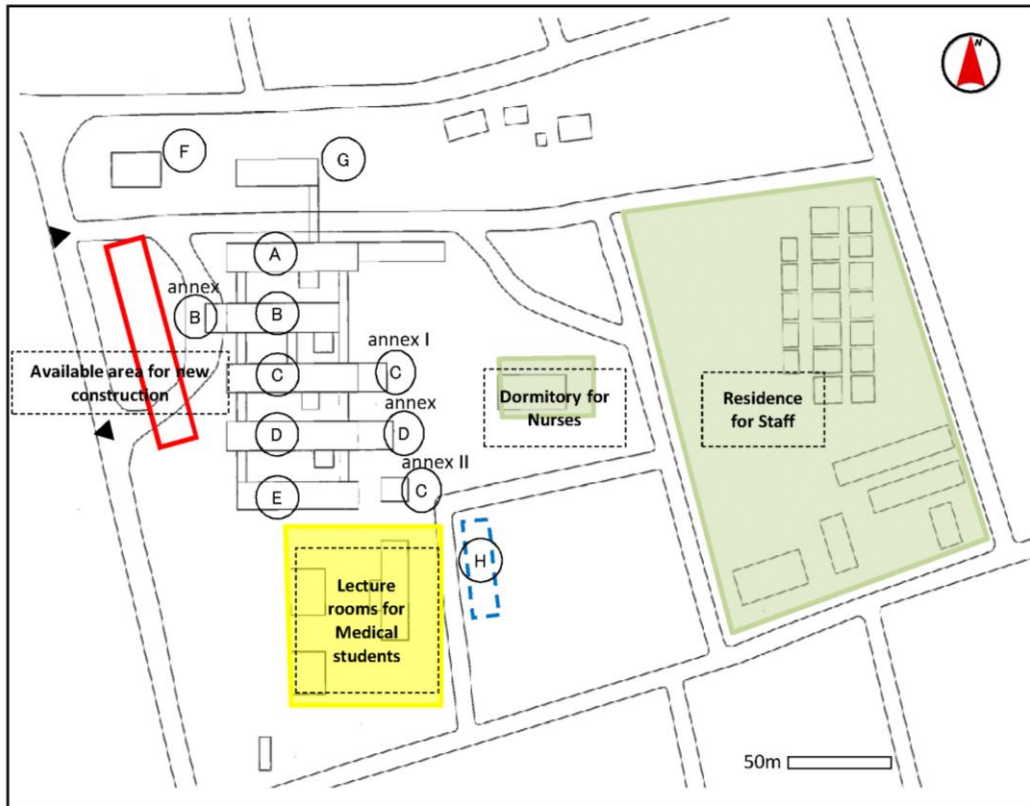 N
F
G
A
annex
B
B
annex I
Available area for new
construction
C
C
Dormitory for
Nurses
Residence
for Staff
annex
D
D
annex II
E
C
H
Lecture
rooms for
Medical
students
50m